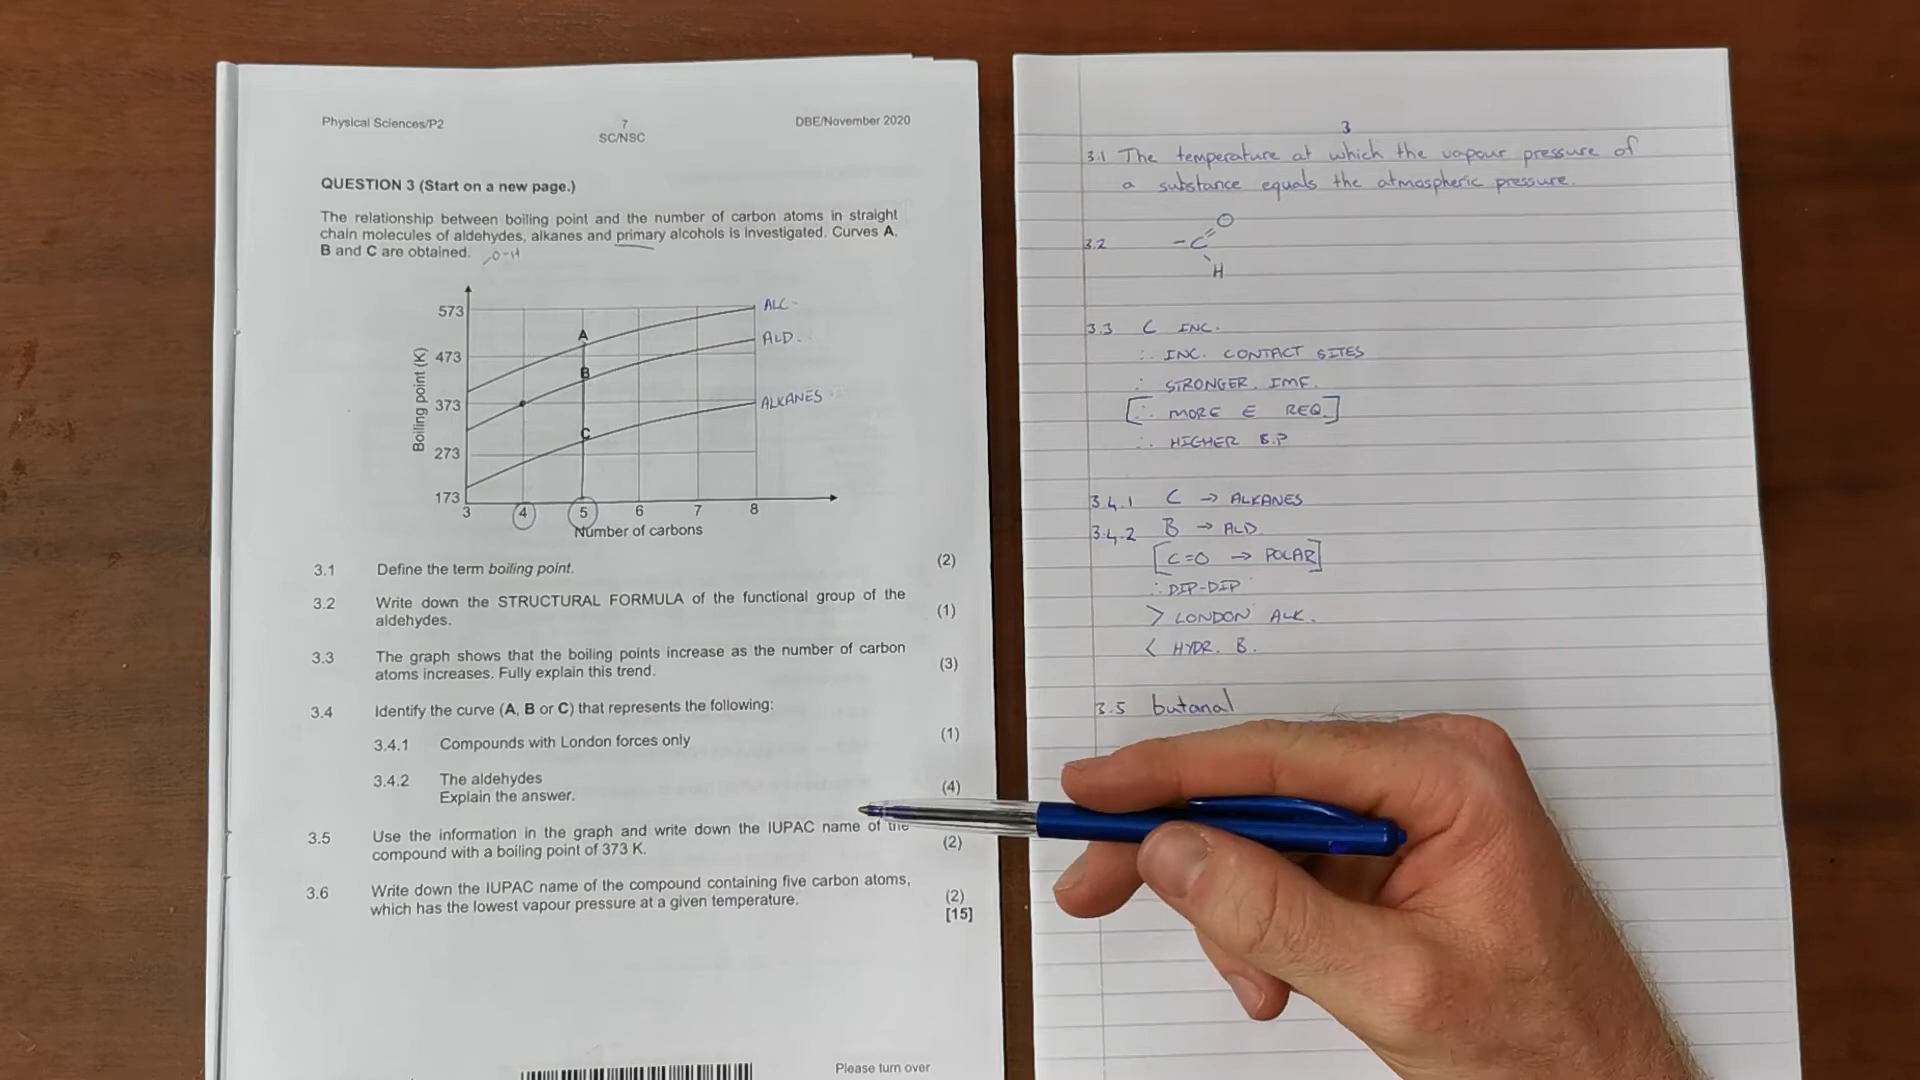 Physical Sciences/P2
7
SC/NSC
DBE/November 2020
QUESTION 3 (Start on a new page.)
The relationship between boiling point and the number of carbon atoms in straight
chain molecules of aldehydes, alkanes and primary alcohols is investigated. Curves A,
B and C are obtained.
O-H
Boiling point (K)
573
473
373
273
173
3
4
5
6
7
8
Number of carbons
A
B
C
ALC
ALD.
ALKANES
3.1 Define the term boiling point. (2)
3.2 Write down the STRUCTURAL FORMULA of the functional group of the
aldehydes. (1)
3.3 The graph shows that the boiling points increase as the number of carbon
atoms increases. Fully explain this trend. (3)
3.4 Identify the curve (A, B or C) that represents the following:
3.4.1 Compounds with London forces only (1)
3.4.2 The aldehydes
Explain the answer. (4)
3.5 Use the information in the graph and write down the IUPAC name of the
compound with a boiling point of 373 K. (2)
3.6 Write down the IUPAC name of the compound containing five carbon atoms,
which has the lowest vapour pressure at a given temperature. (2)
[15]
Please turn over
3
3.1 The temperature at which the vapour pressure of
a substance equals the atmospheric pressure.
3.2 -C
O
H
3.3 C INC.
∴ INC. CONTACT SITES
∴ STRONGER IMF.
[∴ MORE E REQ.]
∴ HIGHER B.P
3.4.1 C → ALKANES
3.4.2 B → ALD.
[C=O → POLAR]
∴ DIP-DIP
> LONDON ALK.
< HYDR. B.
3.5 butanal